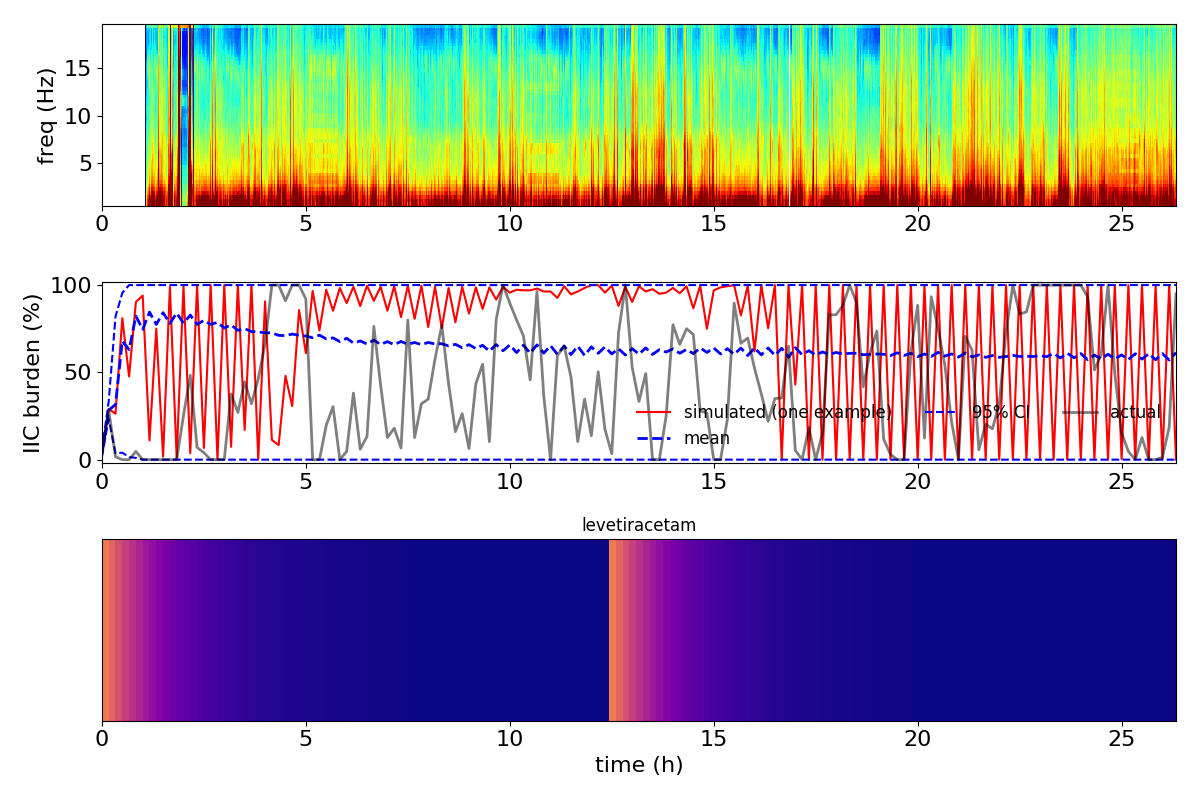 freq (Hz)
15
10
5
0 5 10 15 20 25
IIC burden (%)
100
50
0
simulated (one example) 95% CI actual
mean
0 5 10 15 20 25
levetiracetam
0 5 10 15 20 25
time (h)